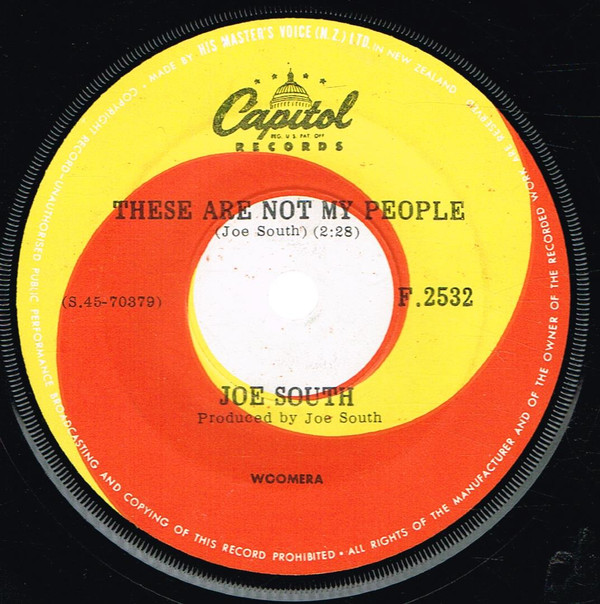 COPYRIGHT RECORD-UNAUTHORISED PUBLIC PERFORMANCE BROADCASTING AND COPYING OF THIS RECORD PROHIBITED • ALL RIGHTS OF THE MANUFACTURER AND OF THE OWNER OF THE RECORDED WORK ARE RESERVED
• MADE BY HIS MASTER'S VOICE (N.Z.) LTD. IN NEW ZEALAND
Capitol
REG. U.S. PAT. OFF.
RECORDS
THESE ARE NOT MY PEOPLE
(Joe South) (2:28)
(S.45-70379)
F.2532
JOE SOUTH
Produced by Joe South
WOOMERA